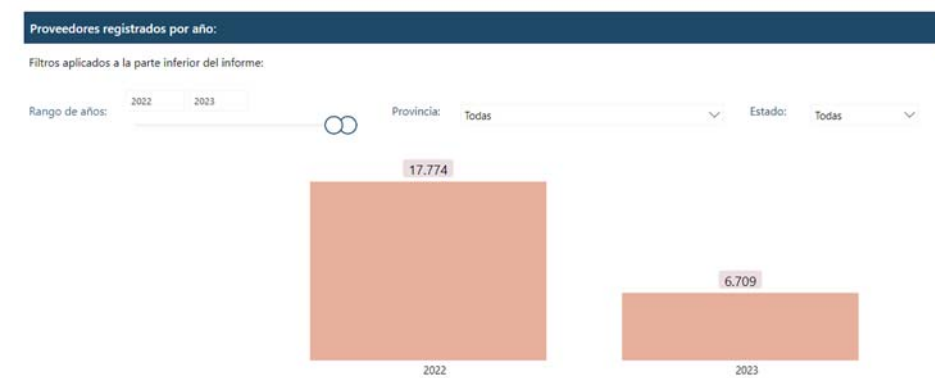 Proveedores registrados por año:
Filtros aplicados a la parte inferior del informe:
Rango de años: 2022 2023 Provincia: Todas Estado: Todas
17.774
6.709
2022 2023